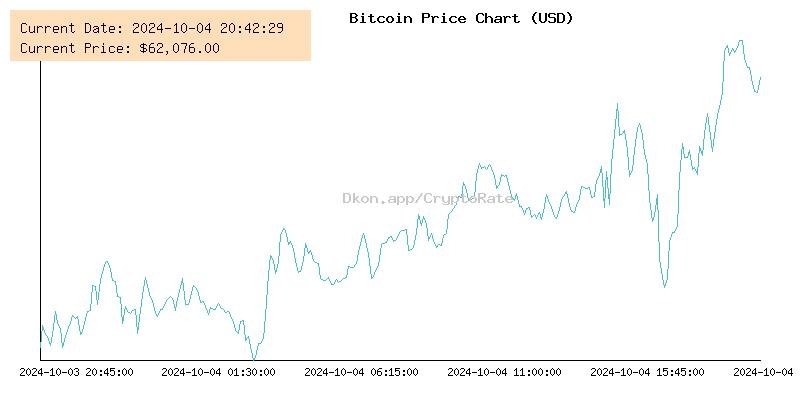 Bitcoin Price Chart (USD)
Current Date: 2024-10-04 20:42:29
Current Price: $62,076.00
Dkon.app/CryptoRate
2024-10-03 20:45:00 2024-10-04 01:30:00 2024-10-04 06:15:00 2024-10-04 11:00:00 2024-10-04 15:45:00 2024-10-04